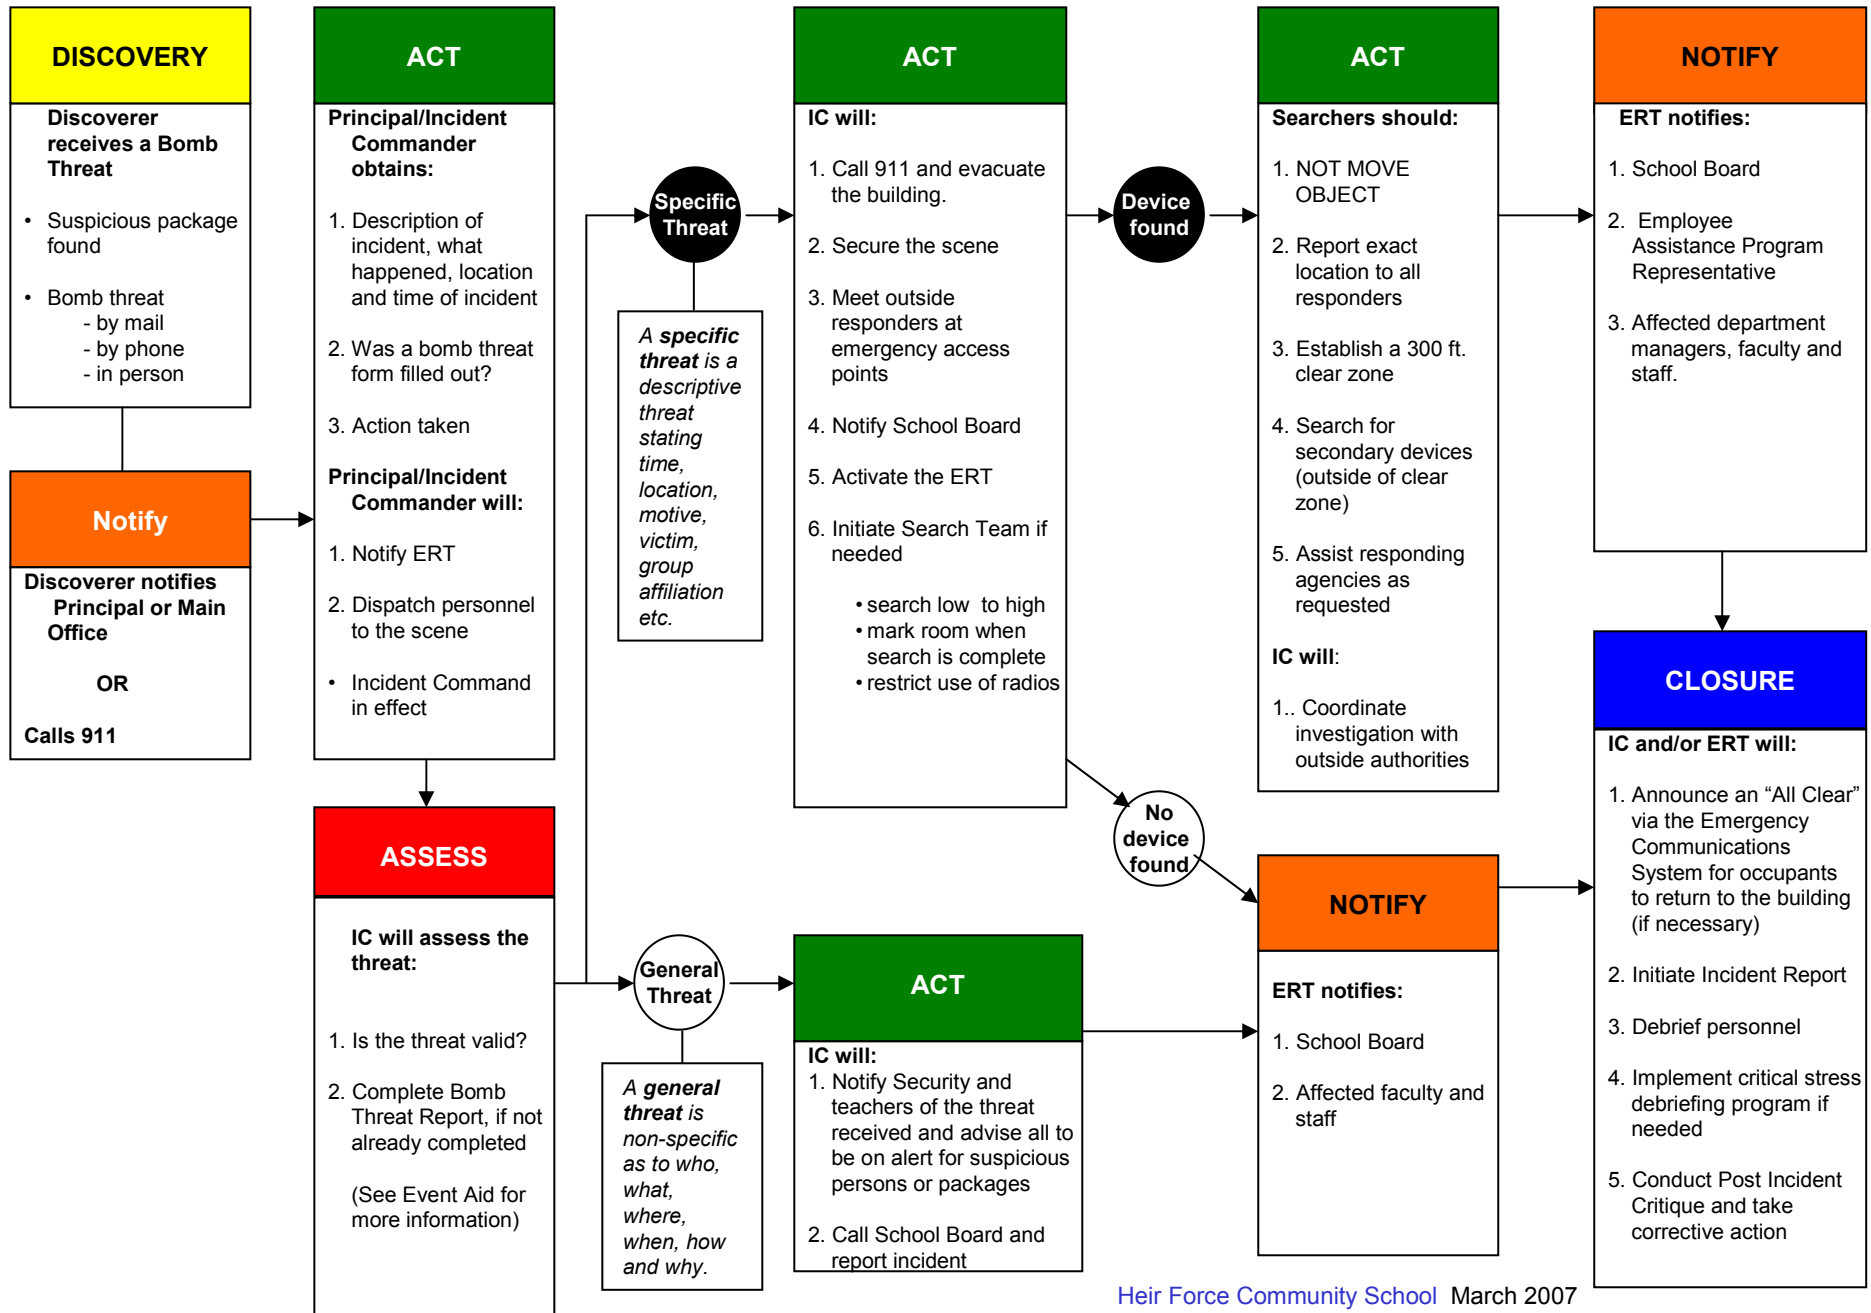 DISCOVERY
Discoverer
receives a Bomb
Threat
• Suspicious package
found
• Bomb threat
- by mail
- by phone
- in person
Notify
Discoverer notifies
Principal or Main
Office
OR
Calls 911
ACT
Principal/Incident
Commander
obtains:
1. Description of
incident, what
happened, location
and time of incident
2. Was a bomb threat
form filled out?
3. Action taken
Principal/Incident
Commander will:
1. Notify ERT
2. Dispatch personnel
to the scene
• Incident Command
in effect
ASSESS
IC will assess the
threat:
1. Is the threat valid?
2. Complete Bomb
Threat Report, if not
already completed
(See Event Aid for
more information)
Specific
Threat
A specific
threat is a
descriptive
threat
stating
time,
location,
motive,
victim,
group
affiliation
etc.
General
Threat
A general
threat is
non-specific
as to who,
what,
where,
when, how
and why.
ACT
IC will:
1. Call 911 and evacuate
the building.
2. Secure the scene
3. Meet outside
responders at
emergency access
points
4. Notify School Board
5. Activate the ERT
6. Initiate Search Team if
needed
• search low to high
• mark room when
search is complete
• restrict use of radios
ACT
IC will:
1. Notify Security and
teachers of the threat
received and advise all to
be on alert for suspicious
persons or packages
2. Call School Board and
report incident
Device
found
No
device
found
ACT
Searchers should:
1. NOT MOVE
OBJECT
2. Report exact
location to all
responders
3. Establish a 300 ft.
clear zone
4. Search for
secondary devices
(outside of clear
zone)
5. Assist responding
agencies as
requested
IC will:
1.. Coordinate
investigation with
outside authorities
NOTIFY
ERT notifies:
1. School Board
2. Affected faculty and
staff
NOTIFY
ERT notifies:
1. School Board
2. Employee
Assistance Program
Representative
3. Affected department
managers, faculty and
staff.
CLOSURE
IC and/or ERT will:
1. Announce an “All Clear”
via the Emergency
Communications
System for occupants
to return to the building
(if necessary)
2. Initiate Incident Report
3. Debrief personnel
4. Implement critical stress
debriefing program if
needed
5. Conduct Post Incident
Critique and take
corrective action
Heir Force Community School March 2007